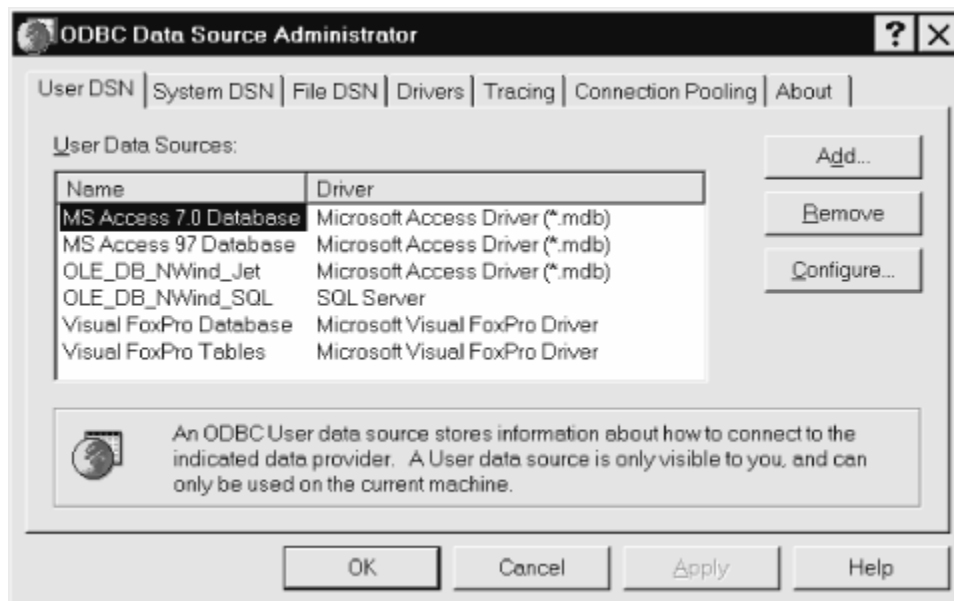 ODBC Data Source Administrator
User DSN System DSN File DSN Drivers Tracing Connection Pooling About
User Data Sources:
Add...
Name Driver
MS Access 7.0 Database Microsoft Access Driver (*.mdb)
Remove
MS Access 97 Database Microsoft Access Driver (*.mdb)
OLE_DB_NWind_Jet Microsoft Access Driver (*.mdb)
Configure...
OLE_DB_NWind_SQL SQL Server
Visual FoxPro Database Microsoft Visual FoxPro Driver
Visual FoxPro Tables Microsoft Visual FoxPro Driver
An ODBC User data source stores information about how to connect to the
indicated data provider. A User data source is only visible to you, and can
only be used on the current machine.
OK Cancel Apply Help